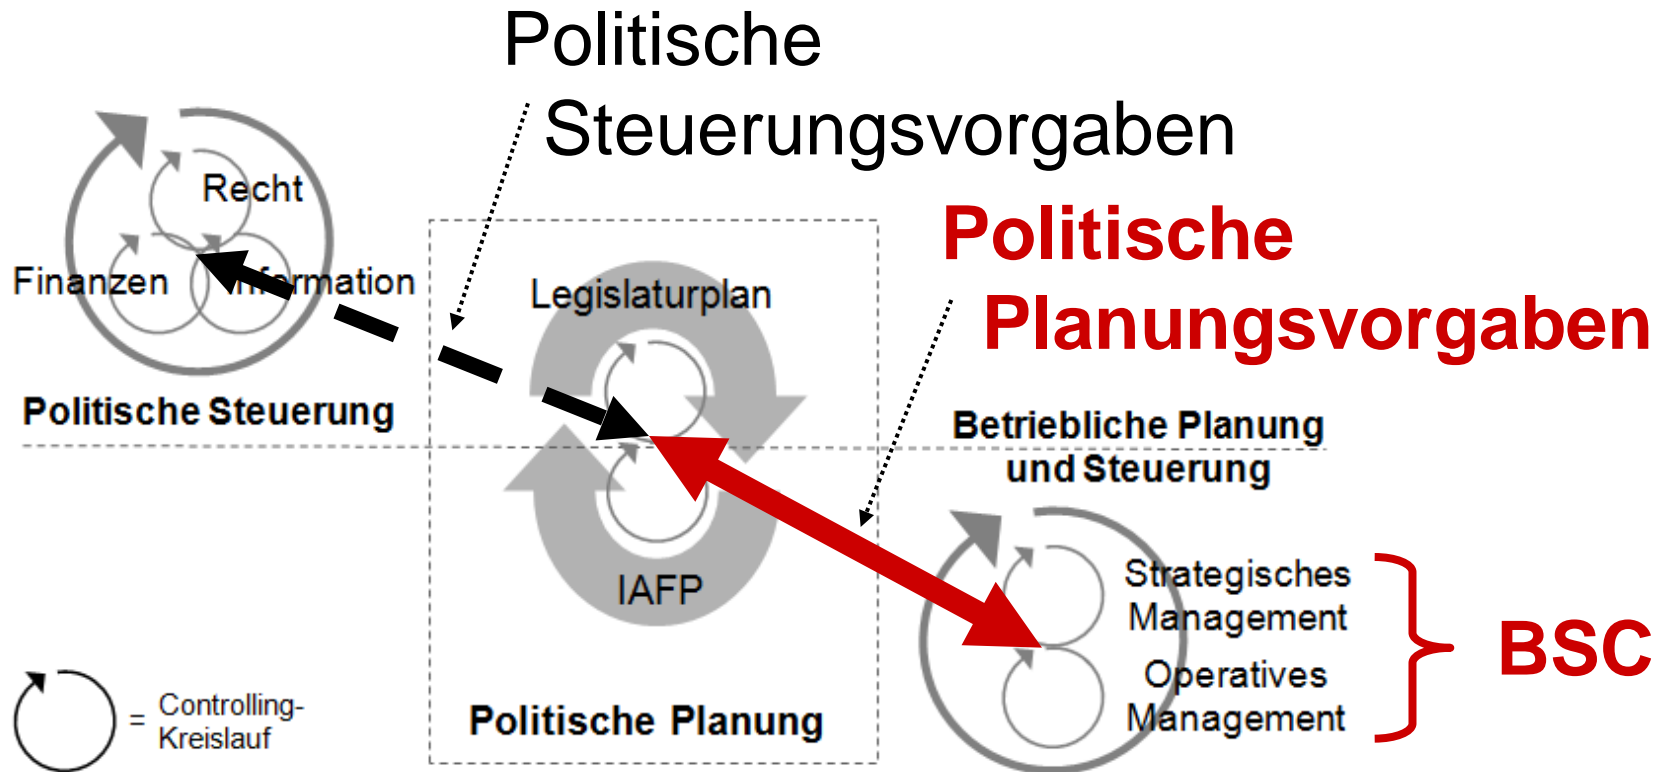 Politische
Steuerungsvorgaben
Recht
Finanzen
Information
Politische Steuerung
Legislaturplan
IAFP
Politische Planung
Politische
Planungsvorgaben
Betriebliche Planung
und Steuerung
Strategisches
Management
Operatives
Management
BSC
= Controlling-
Kreislauf